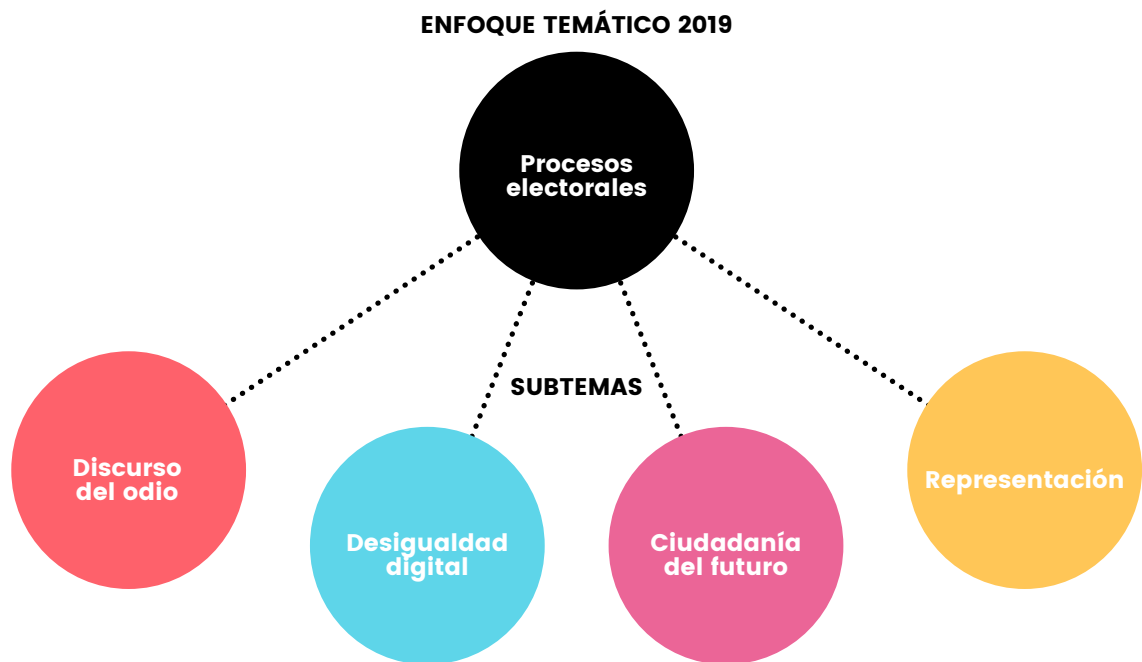 ENFOQUE TEMÁTICO 2019
Procesos
electorales
SUBTEMAS
Discurso
del odio
Desigualdad
digital
Ciudadanía
del futuro
Representación